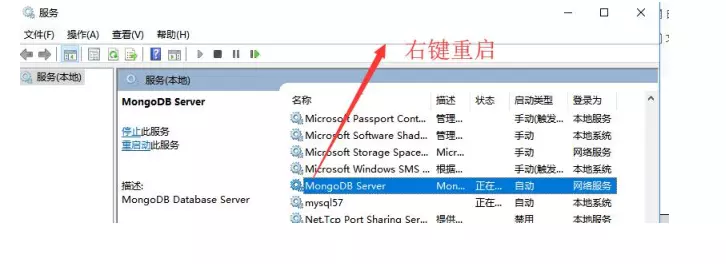 服务
文件(F) 操作(A) 查看(V) 帮助(H)
右键重启
服务(本地)
服务(本地)
MongoDB Server
停止此服务
重启动此服务
描述:
MongoDB Database Server
名称 描述 状态 启动类型 登录为
Microsoft Passport Cont... 管理... 手动(触发... 本地系统
Microsoft Software Shad... 管理... 手动 本地系统
Microsoft Storage Space... Micr... 手动 网络服务
Microsoft Windows SMS ... 根据... 手动(触发... 本地系统
MongoDB Server Mon... 正在... 自动 网络服务
mysql57 正在... 自动 本地系统
Net.Tcp Port Sharing Ser... 提供... 禁用 本地服务